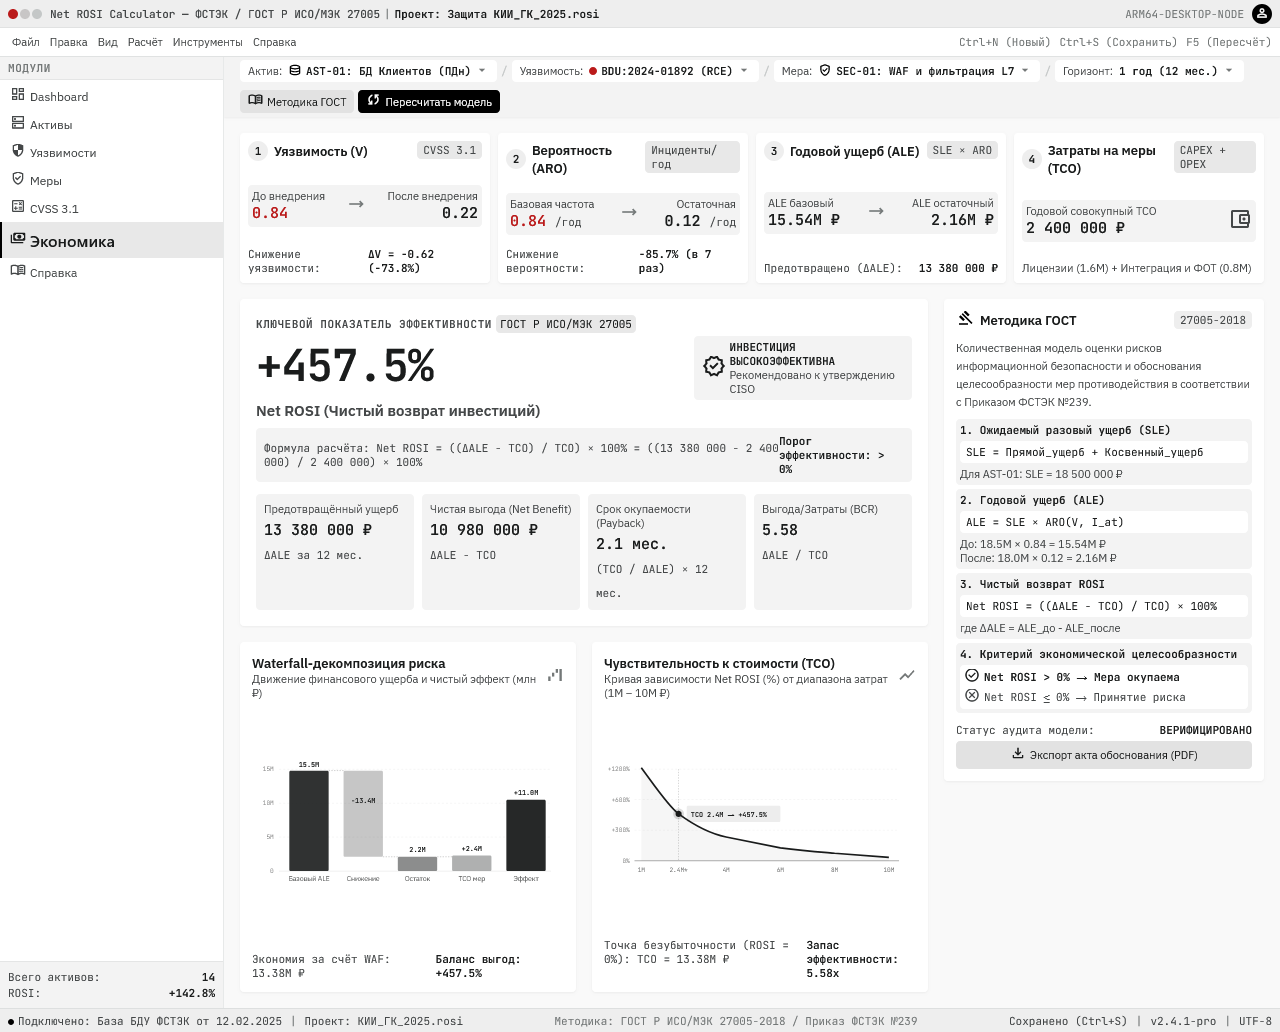 Net ROSI Calculator — ФСТЭК / ГОСТ Р ИСО/МЭК 27005 | Проект: Защита КИИ_ГК_2025.rosi
ARM64-DESKTOP-NODE
Файл Правка Вид Расчёт Инструменты Справка
Ctrl+N (Новый) Ctrl+S (Сохранить) F5 (Пересчёт)
МОДУЛИ
Dashboard
Активы
Уязвимости
Меры
CVSS 3.1
Экономика
Справка
Всего активов: 14
ROSI: +142.8%
Актив: AST-01: БД Клиентов (ПДн) / Уязвимость: BDU:2024-01892 (RCE) / Мера: SEC-01: WAF и фильтрация L7 / Горизонт: 1 год (12 мес.)
Методика ГОСТ Пересчитать модель
1 Уязвимость (V) CVSS 3.1
До внедрения После внедрения
0.84 → 0.22
Снижение уязвимости:
ΔV = -0.62 (-73.8%)
2 Вероятность (ARO) Инциденты/год
Базовая частота Остаточная
0.84 /год → 0.12 /год
Снижение вероятности:
-85.7% (в 7 раз)
3 Годовой ущерб (ALE) SLE × ARO
ALE базовый ALE остаточный
15.54M ₽ → 2.16M ₽
Предотвращено (ΔALE): 13 380 000 ₽
4 Затраты на меры (TCO) CAPEX + OPEX
Годовой совокупный TCO
2 400 000 ₽
Лицензии (1.6M) + Интеграция и ФОТ (0.8M)
КЛЮЧЕВОЙ ПОКАЗАТЕЛЬ ЭФФЕКТИВНОСТИ ГОСТ Р ИСО/МЭК 27005
+457.5%
Net ROSI (Чистый возврат инвестиций)
ИНВЕСТИЦИЯ
ВЫСОКОЭФФЕКТИВНА
Рекомендовано к утверждению
CISO
Формула расчёта: Net ROSI = ((ΔALE - TCO) / TCO) × 100% = ((13 380 000 - 2 400
000) / 2 400 000) × 100%
Порог
эффективности: >
0%
Предотвращённый ущерб
13 380 000 ₽
ΔALE за 12 мес.
Чистая выгода (Net Benefit)
10 980 000 ₽
ΔALE - TCO
Срок окупаемости
(Payback)
2.1 мес.
(TCO / ΔALE) × 12
мес.
Выгода/Затраты (BCR)
5.58
ΔALE / TCO
Waterfall-декомпозиция риска
Движение финансового ущерба и чистый эффект (млн
₽)
15M
10M
5M
0
15.5M
-13.4M
2.2M
+2.4M
+11.0M
Базовый ALE Снижение Остаток TCO мер Эффект
Экономия за счёт WAF:
13.38M ₽
Баланс выгод:
+457.5%
Чувствительность к стоимости (TCO)
Кривая зависимости Net ROSI (%) от диапазона затрат
(1M – 10M ₽)
+1200%
+600%
+300%
0%
TCO 2.4M → +457.5%
1M 2.4M★ 4M 6M 8M 10M
Точка безубыточности (ROSI =
0%): TCO = 13.38M ₽
Запас
эффективности:
5.58x
Методика ГОСТ 27005-2018
Количественная модель оценки рисков
информационной безопасности и обоснования
целесообразности мер противодействия в соответствии
с Приказом ФСТЭК №239.
1. Ожидаемый разовый ущерб (SLE)
SLE = Прямой_ущерб + Косвенный_ущерб
Для AST-01: SLE = 18 500 000 ₽
2. Годовой ущерб (ALE)
ALE = SLE × ARO(V, I_at)
До: 18.5M × 0.84 = 15.54M ₽
После: 18.0M × 0.12 = 2.16M ₽
3. Чистый возврат ROSI
Net ROSI = ((ΔALE - TCO) / TCO) × 100%
где ΔALE = ALE_до - ALE_после
4. Критерий экономической целесообразности
Net ROSI > 0% → Мера окупаема
Net ROSI ≤ 0% → Принятие риска
Статус аудита модели: ВЕРИФИЦИРОВАНО
Экспорт акта обоснования (PDF)
Подключено: База БДУ ФСТЭК от 12.02.2025 | Проект: КИИ_ГК_2025.rosi
Методика: ГОСТ Р ИСО/МЭК 27005-2018 / Приказ ФСТЭК №239
Сохранено (Ctrl+S) | v2.4.1-pro | UTF-8